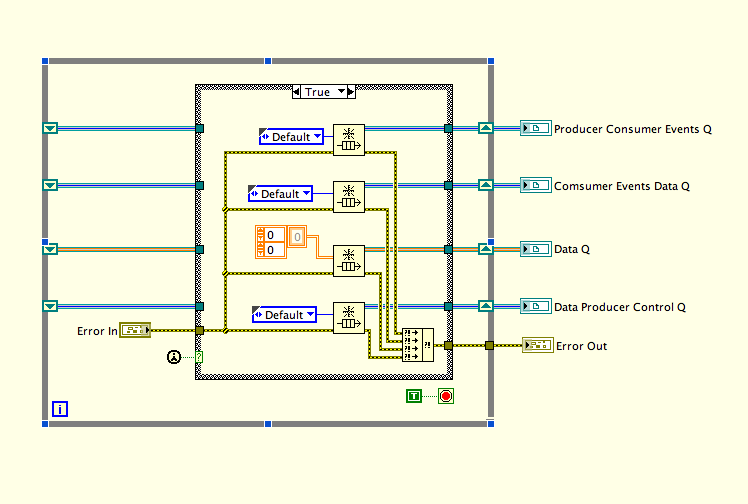 True
Default
Producer Consumer Events Q
Default
Comsumer Events Data Q
0
0
0
Data Q
Default
Data Producer Control Q
Error In
?
Error Out
T
i